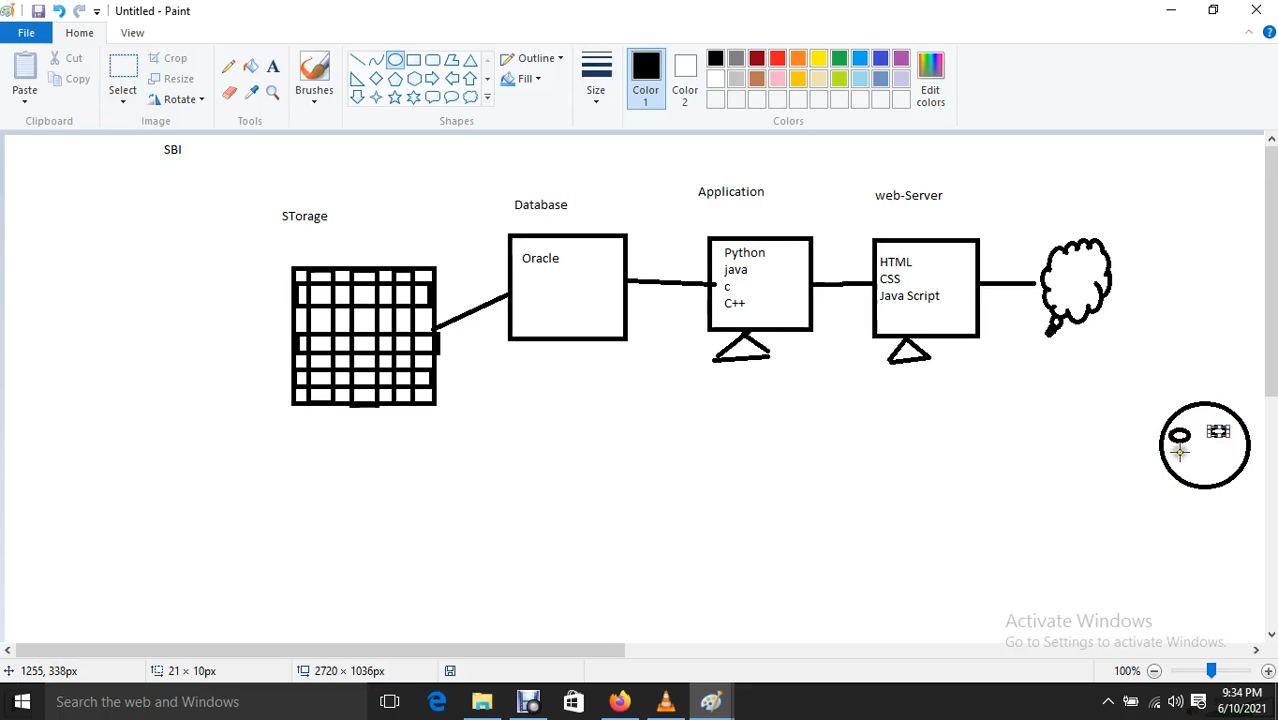 Untitled - Paint
File
Home
View
Paste
Cut
Copy
Clipboard
Select
Crop
Resize
Rotate
Image
A
Tools
Brushes
Outline
Fill
Shapes
Size
Color 1
Color 2
Edit colors
Colors
SBI
STorage
Database
Application
web-Server
Oracle
Python
java
c
C++
HTML
CSS
Java Script
Activate Windows
Go to Settings to activate Windows.
1255, 338px
21 × 10px
2720 × 1036px
100%
Search the web and Windows
9:34 PM
6/10/2021